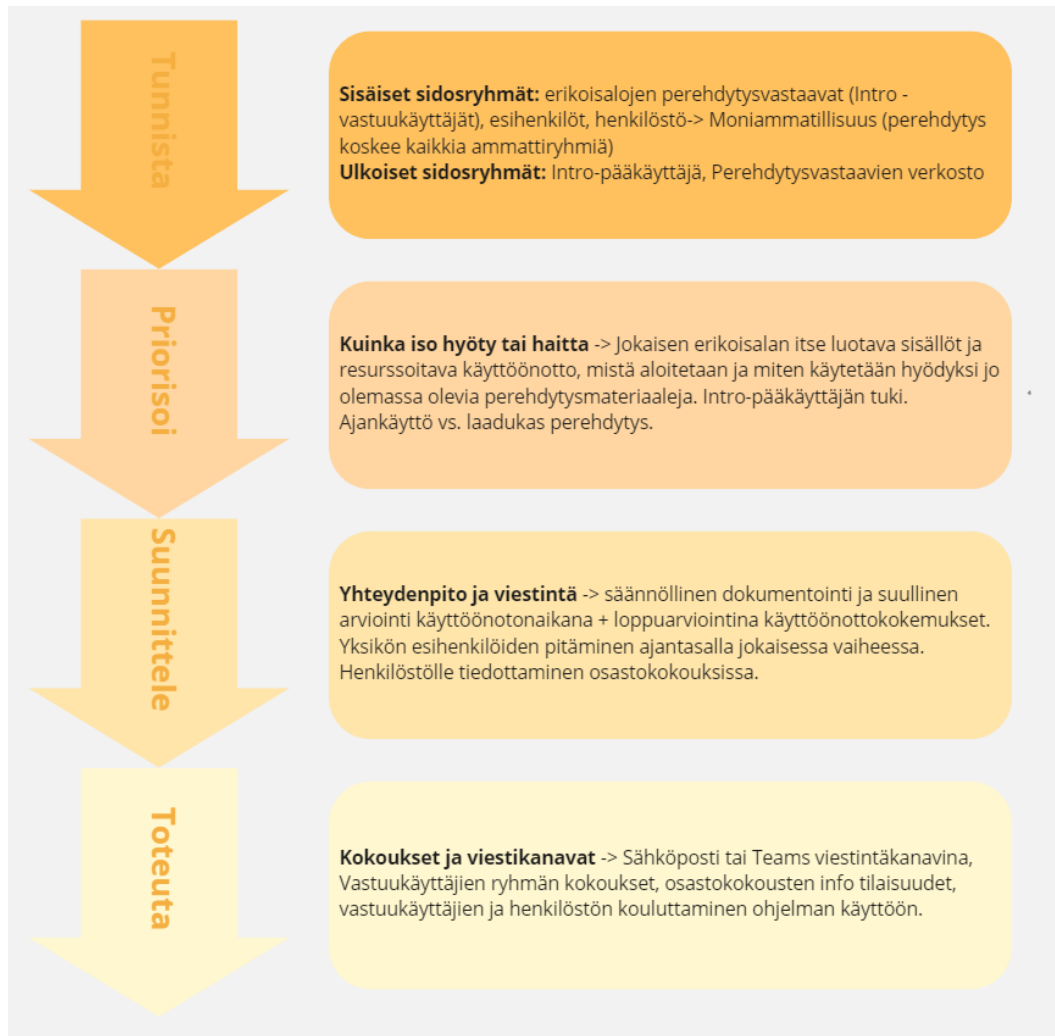 Tunnista
Sisäiset sidosryhmät: erikoisalojen perehdytysvastaavat (Intro -
vastuukäyttäjät), esihenkilöt, henkilöstö-> Moniammatillisuus (perehdytys
koskee kaikkia ammattiryhmiä)
Ulkoiset sidosryhmät: Intro-pääkäyttäjä, Perehdytysvastaavien verkosto
Priorisoi
Kuinka iso hyöty tai haitta -> Jokaisen erikoisalan itse luotava sisällöt ja
resurssoitava käyttöönotto, mistä aloitetaan ja miten käytetään hyödyksi jo
olemassa olevia perehdytysmateriaaleja. Intro-pääkäyttäjän tuki.
Ajankäyttö vs. laadukas perehdytys.
Suunnittele
Yhteydenpito ja viestintä -> säännöllinen dokumentointi ja suullinen
arviointi käyttöönotonaikana + loppuarviointina käyttöönottokokemukset.
Yksikön esihenkilöiden pitäminen ajantasalla jokaisessa vaiheessa.
Henkilöstölle tiedottaminen osastokokouksissa.
Toteuta
Kokoukset ja viestikanavat -> Sähköposti tai Teams viestintäkanavina,
Vastuukäyttäjien ryhmän kokoukset, osastokokousten info tilaisuudet,
vastuukäyttäjien ja henkilöstön kouluttaminen ohjelman käyttöön.